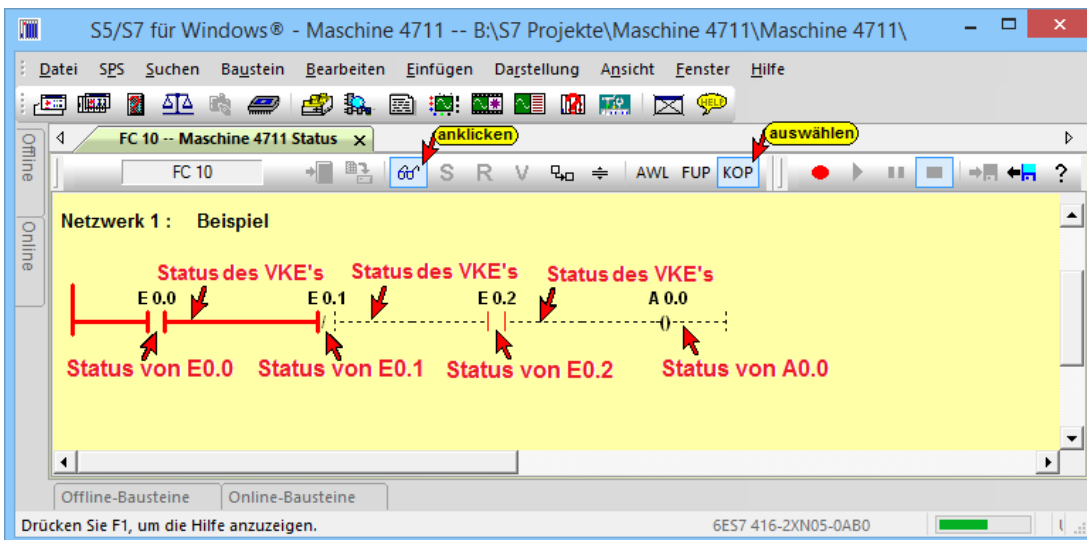 S5/S7 für Windows® - Maschine 4711 -- B:\S7 Projekte\Maschine 4711\Maschine 4711\
Datei SPS Suchen Baustein Bearbeiten Einfügen Darstellung Ansicht Fenster Hilfe
HELP
Offline
Online
FC 10 -- Maschine 4711 Status x
anklicken
auswählen
FC 10 S R V AWL FUP KOP ?
Netzwerk 1 : Beispiel
Status des VKE's Status des VKE's Status des VKE's
E 0.0 E 0.1 E 0.2 A 0.0
Status von E0.0 Status von E0.1 Status von E0.2 Status von A0.0
Offline-Bausteine Online-Bausteine
Drücken Sie F1, um die Hilfe anzuzeigen. 6ES7 416-2XN05-0AB0